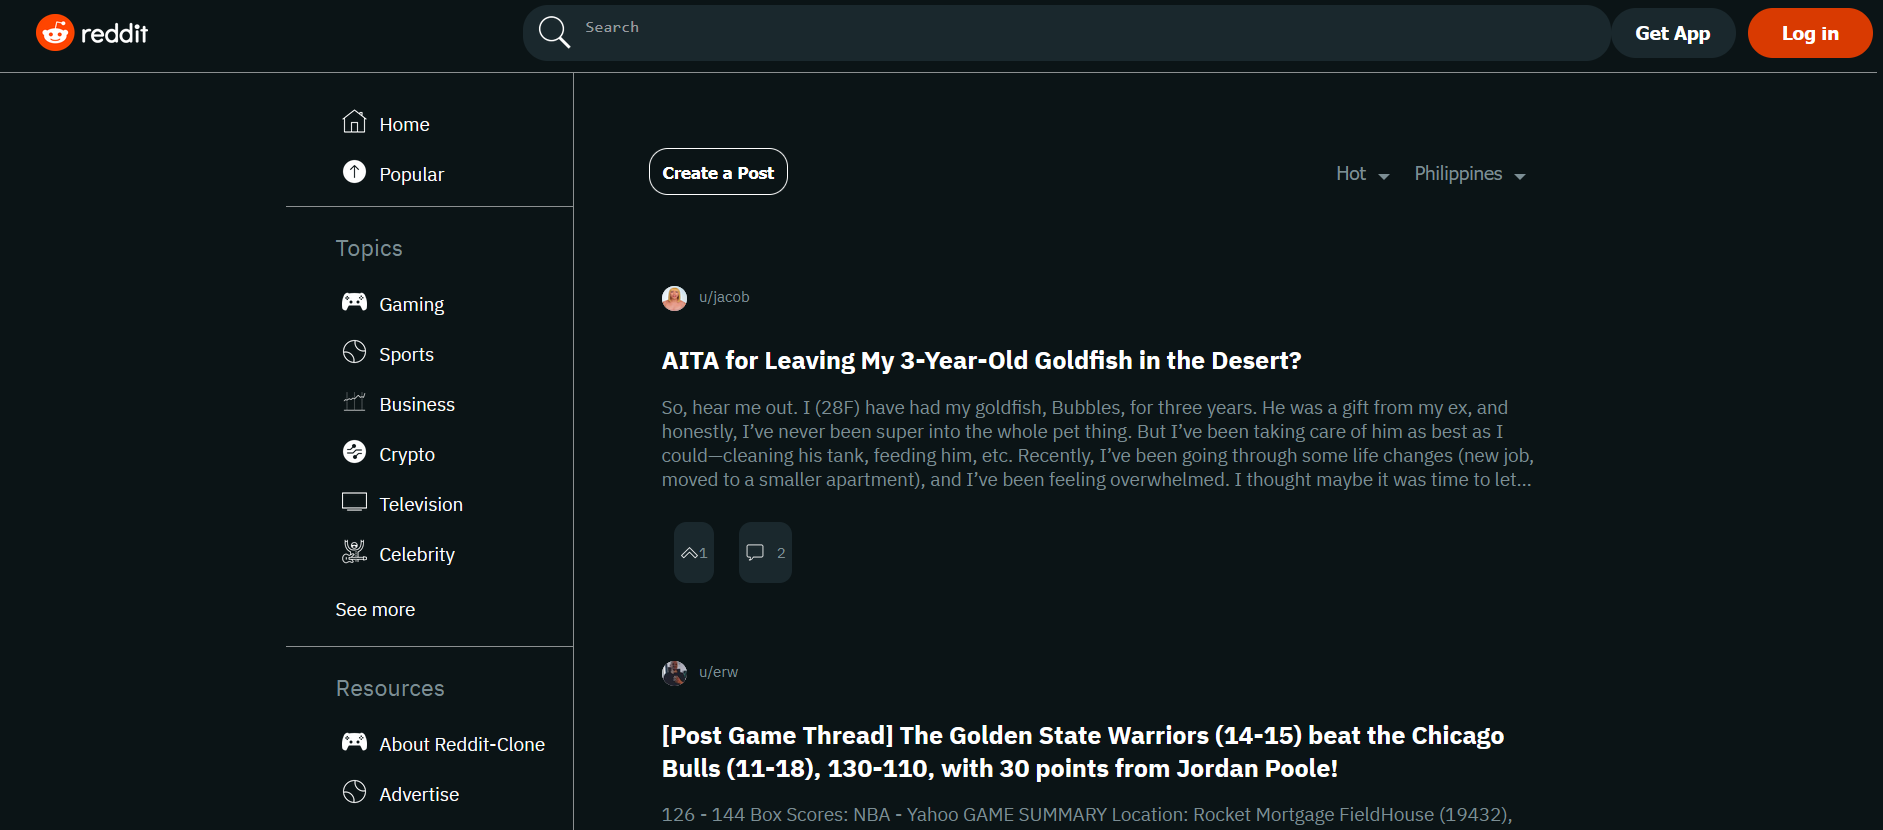 reddit
Search
Get App
Log in
Home
Popular
Topics
Gaming
Sports
Business
Crypto
Television
Celebrity
See more
Resources
About Reddit-Clone
Advertise
Create a Post
Hot
Philippines
u/jacob
AITA for Leaving My 3-Year-Old Goldfish in the Desert?
So, hear me out. I (28F) have had my goldfish, Bubbles, for three years. He was a gift from my ex, and
honestly, I’ve never been super into the whole pet thing. But I’ve been taking care of him as best as I
could—cleaning his tank, feeding him, etc. Recently, I’ve been going through some life changes (new job,
moved to a smaller apartment), and I’ve been feeling overwhelmed. I thought maybe it was time to let...
1
2
u/erw
[Post Game Thread] The Golden State Warriors (14-15) beat the Chicago
Bulls (11-18), 130-110, with 30 points from Jordan Poole!
126 - 144 Box Scores: NBA - Yahoo GAME SUMMARY Location: Rocket Mortgage FieldHouse (19432),